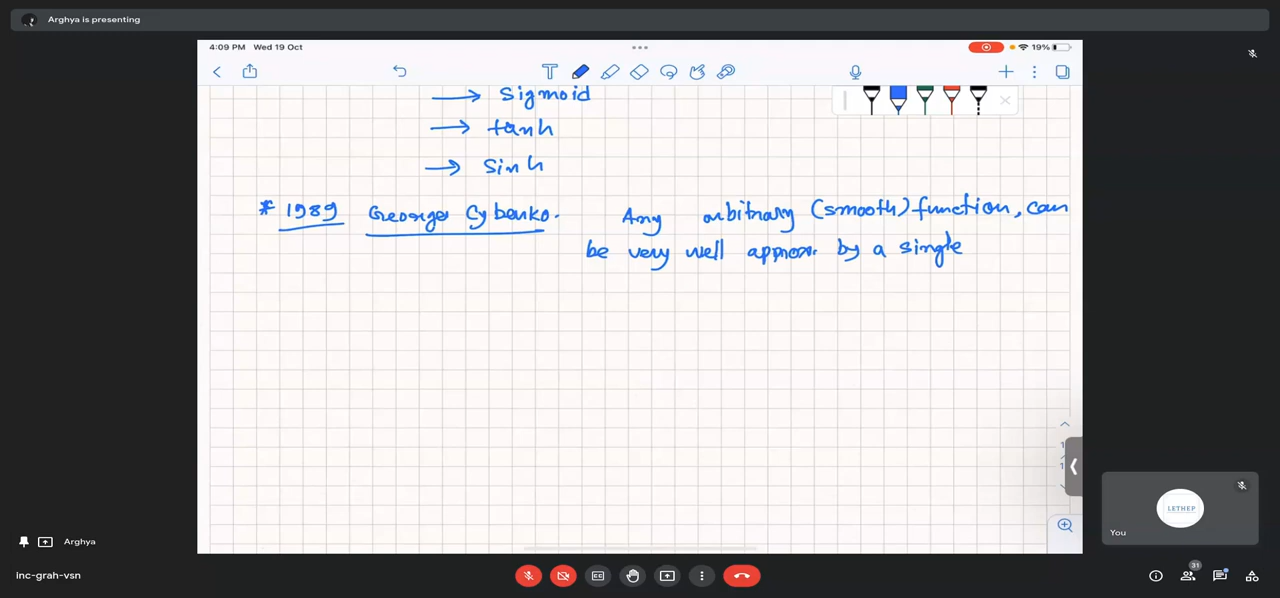 Arghya is presenting
4:09 PM Wed 19 Oct
19%
→ Sigmoid
→ tanh
→ Sinh
* 1989 George Cybenko. Any arbitrary (smooth) function, can
be very well approx. by a single
LETHEP
You
Arghya
inc-grah-vsn
31